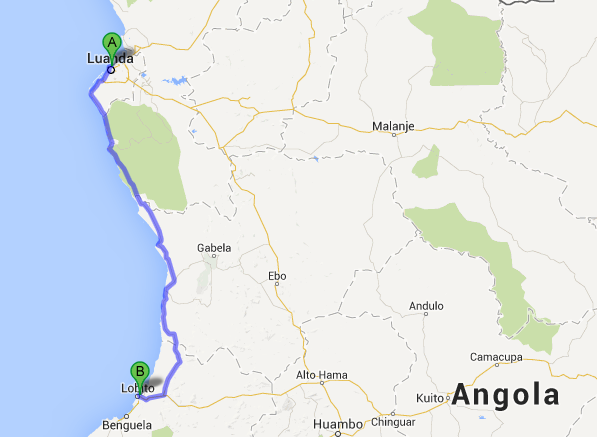 A
Luanda
Malanje
Gabela
Ebo
Andulo
Camacupa
B
Lobito
Alto Hama
Kuito
Angola
Benguela
Huambo
Chinguar